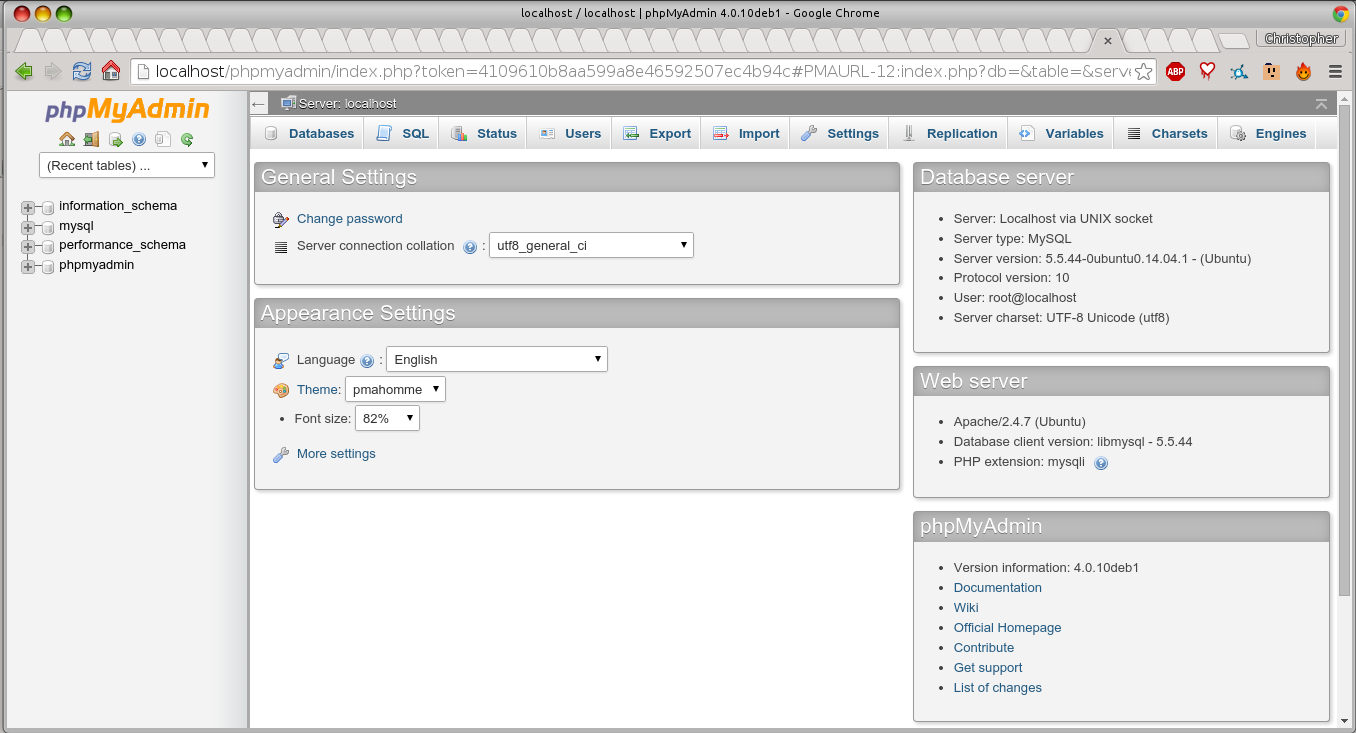 localhost / localhost | phpMyAdmin 4.0.10deb1 - Google Chrome
Christopher
localhost/phpmyadmin/index.php?token=4109610b8aa599a8e46592507ec4b94c#PMAURL-12:index.php?db=&table=&serve
ABP
phpMyAdmin
(Recent tables) ...
information_schema
mysql
performance_schema
phpmyadmin
Server: localhost
Databases SQL Status Users Export Import Settings Replication Variables Charsets Engines
General Settings
Change password
Server connection collation : utf8_general_ci
Appearance Settings
Language : English
Theme: pmahomme
Font size: 82%
More settings
Database server
Server: Localhost via UNIX socket
Server type: MySQL
Server version: 5.5.44-0ubuntu0.14.04.1 - (Ubuntu)
Protocol version: 10
User: root@localhost
Server charset: UTF-8 Unicode (utf8)
Web server
Apache/2.4.7 (Ubuntu)
Database client version: libmysql - 5.5.44
PHP extension: mysqli
phpMyAdmin
Version information: 4.0.10deb1
Documentation
Wiki
Official Homepage
Contribute
Get support
List of changes